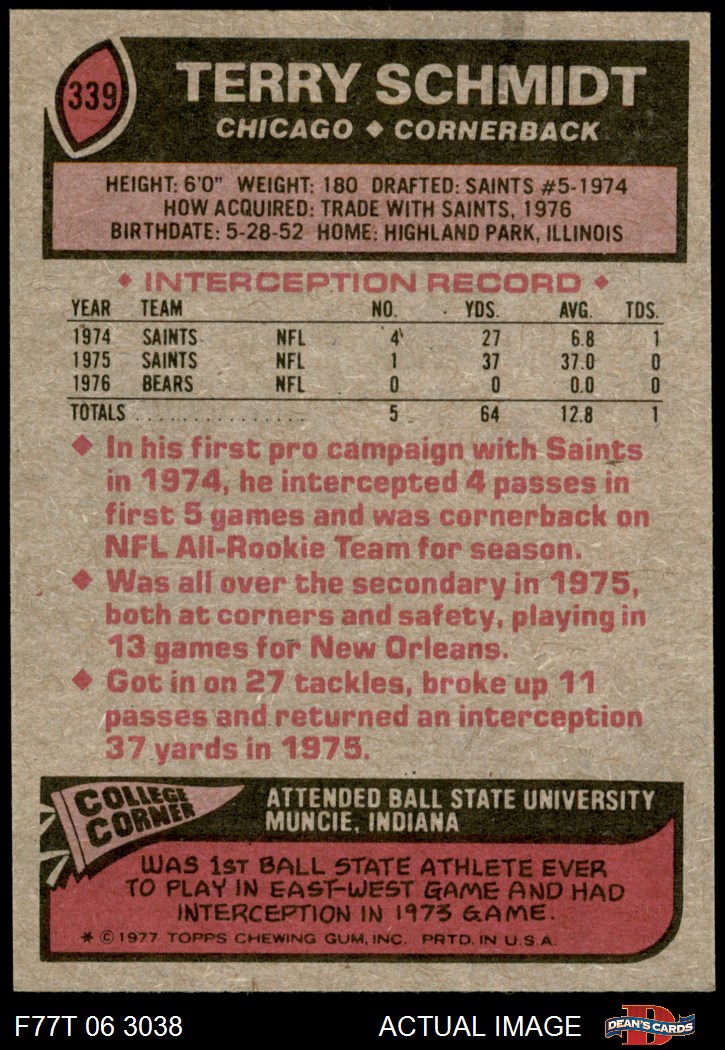 339
TERRY SCHMIDT
CHICAGO ◆ CORNERBACK
HEIGHT: 6'0" WEIGHT: 180 DRAFTED: SAINTS #5-1974
HOW ACQUIRED: TRADE WITH SAINTS, 1976
BIRTHDATE: 5-28-52 HOME: HIGHLAND PARK, ILLINOIS
◆ INTERCEPTION RECORD ◆
YEAR TEAM NO. YDS. AVG. TDS.
1974 SAINTS NFL 4 27 6.8 1
1975 SAINTS NFL 1 37 37.0 0
1976 BEARS NFL 0 0 0.0 0
TOTALS ................ 5 64 12.8 1
◆ In his first pro campaign with Saints
in 1974, he intercepted 4 passes in
first 5 games and was cornerback on
NFL All-Rookie Team for season.
◆ Was all over the secondary in 1975,
both at corners and safety, playing in
13 games for New Orleans.
◆ Got in on 27 tackles, broke up 11
passes and returned an interception
37 yards in 1975.
COLLEGE
CORNER
ATTENDED BALL STATE UNIVERSITY
MUNCIE, INDIANA
WAS 1ST BALL STATE ATHLETE EVER
TO PLAY IN EAST-WEST GAME AND HAD
INTERCEPTION IN 1973 GAME.
* © 1977 TOPPS CHEWING GUM, INC. PRTD. IN U.S.A.
F77T 06 3038 ACTUAL IMAGE
D
DEAN'S CARDS